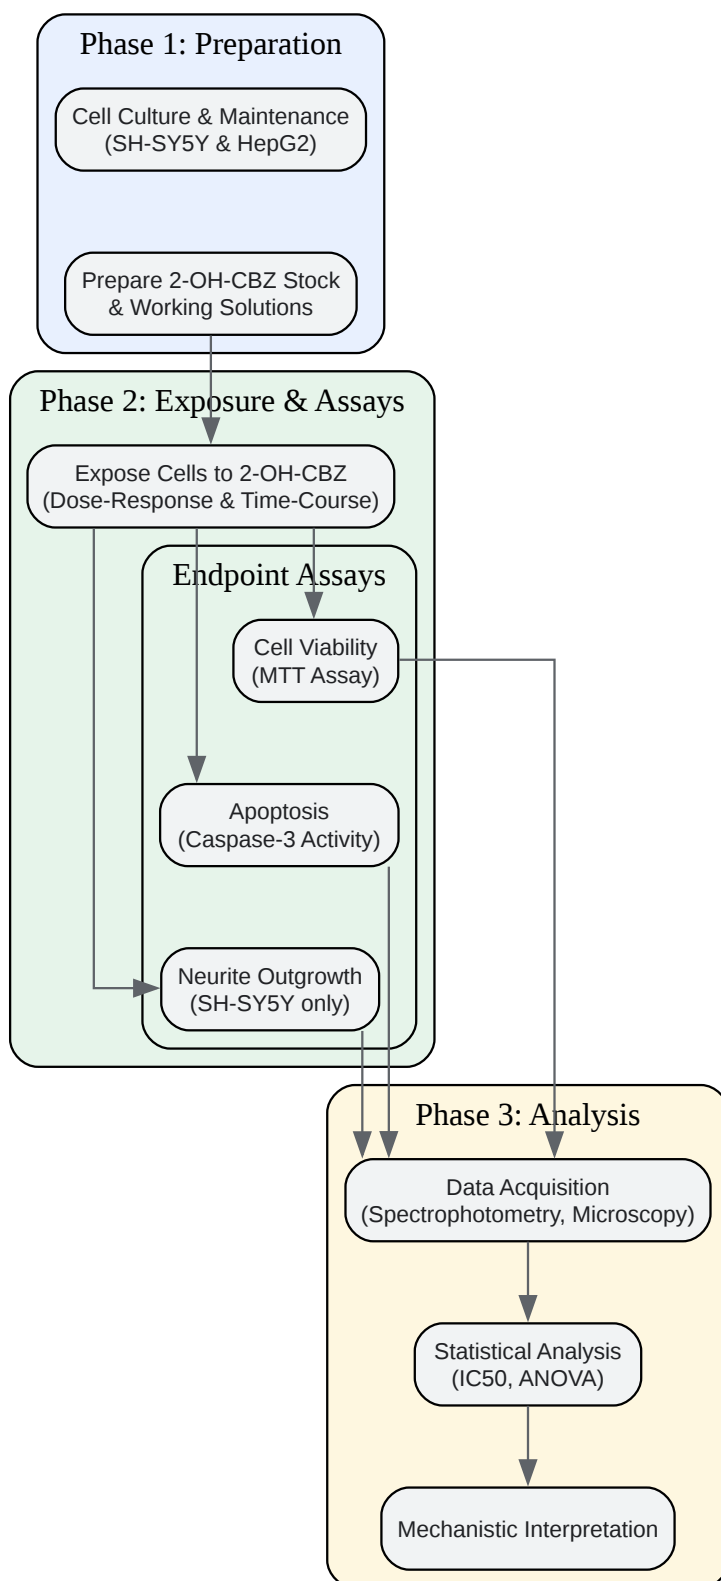 Phase 1: Preparation
Cell Culture & Maintenance
(SH-SY5Y & HepG2)
Prepare 2-OH-CBZ Stock
& Working Solutions
Phase 2: Exposure & Assays
Expose Cells to 2-OH-CBZ
(Dose-Response & Time-Course)
Endpoint Assays
Cell Viability
(MTT Assay)
Apoptosis
(Caspase-3 Activity)
Neurite Outgrowth
(SH-SY5Y only)
Phase 3: Analysis
Data Acquisition
(Spectrophotometry, Microscopy)
Statistical Analysis
(IC50, ANOVA)
Mechanistic Interpretation